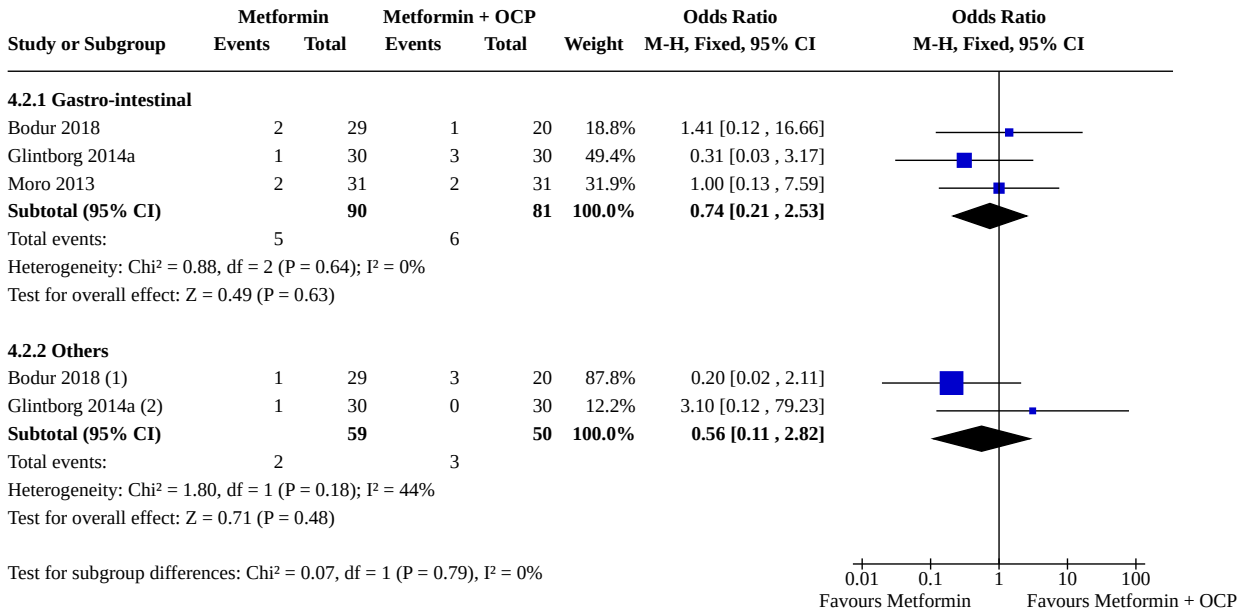 Metformin Metformin + OCP Odds Ratio Odds Ratio
Study or Subgroup Events Total Events Total Weight M-H, Fixed, 95% CI M-H, Fixed, 95% CI
4.2.1 Gastro-intestinal
Bodur 2018 2 29 1 20 18.8% 1.41 [0.12 , 16.66]
Glintborg 2014a 1 30 3 30 49.4% 0.31 [0.03 , 3.17]
Moro 2013 2 31 2 31 31.9% 1.00 [0.13 , 7.59]
Subtotal (95% CI) 90 81 100.0% 0.74 [0.21 , 2.53]
Total events: 5 6
Heterogeneity: Chi² = 0.88, df = 2 (P = 0.64); I² = 0%
Test for overall effect: Z = 0.49 (P = 0.63)
4.2.2 Others
Bodur 2018 (1) 1 29 3 20 87.8% 0.20 [0.02 , 2.11]
Glintborg 2014a (2) 1 30 0 30 12.2% 3.10 [0.12 , 79.23]
Subtotal (95% CI) 59 50 100.0% 0.56 [0.11 , 2.82]
Total events: 2 3
Heterogeneity: Chi² = 1.80, df = 1 (P = 0.18); I² = 44%
Test for overall effect: Z = 0.71 (P = 0.48)
Test for subgroup differences: Chi² = 0.07, df = 1 (P = 0.79), I² = 0%
0.01 0.1 1 10 100
Favours Metformin Favours Metformin + OCP